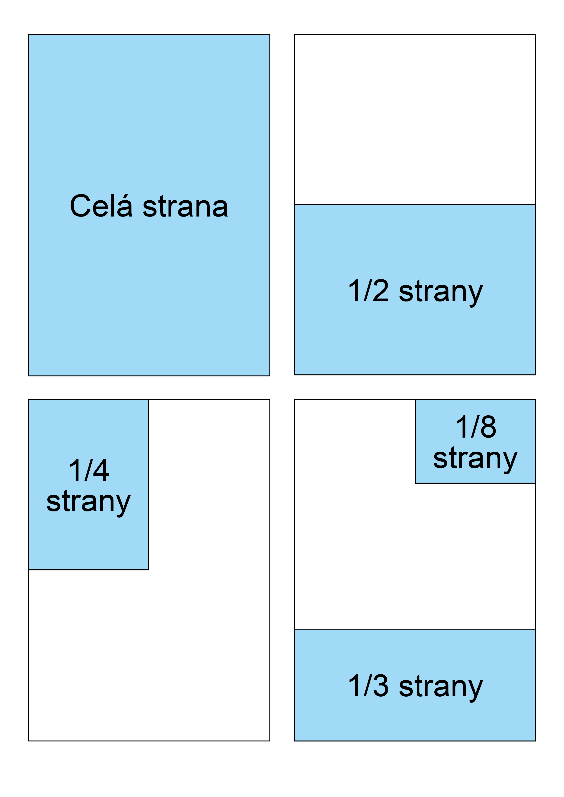 Celá strana
1/2 strany
1/4
strany
1/8
strany
1/3 strany